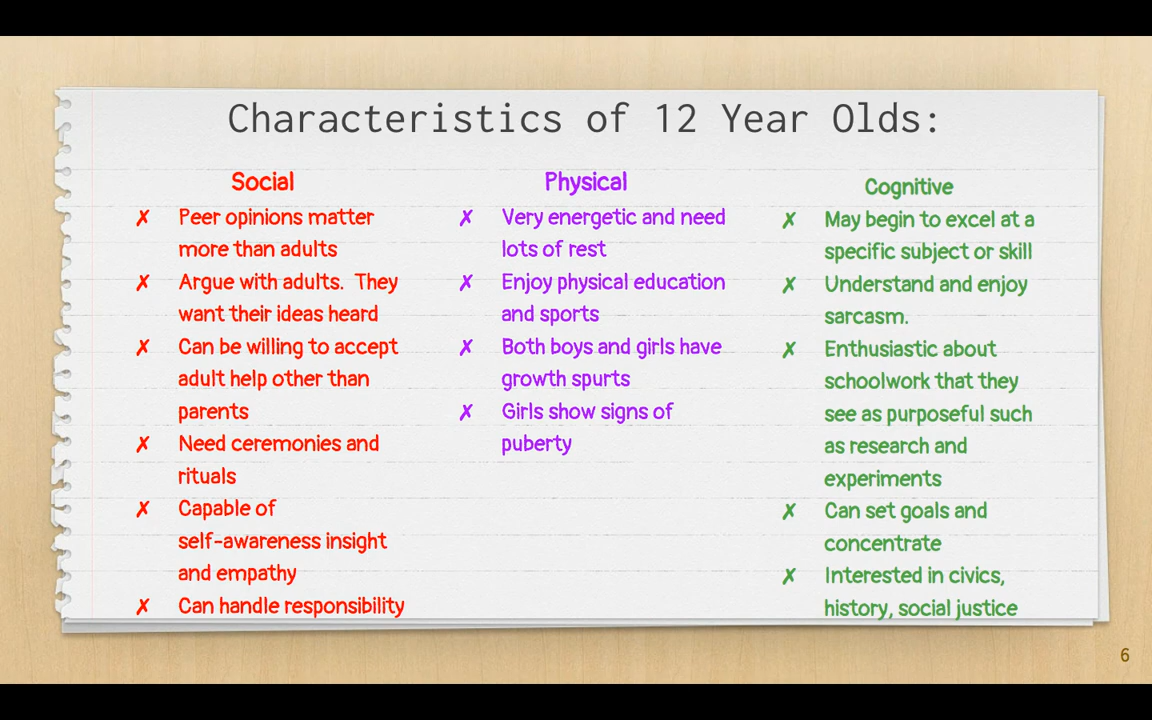 Characteristics of 12 Year Olds:
Social
✗ Peer opinions matter
more than adults
✗ Argue with adults. They
want their ideas heard
✗ Can be willing to accept
adult help other than
parents
✗ Need ceremonies and
rituals
✗ Capable of
self-awareness insight
and empathy
✗ Can handle responsibility
Physical
✗ Very energetic and need
lots of rest
✗ Enjoy physical education
and sports
✗ Both boys and girls have
growth spurts
✗ Girls show signs of
puberty
Cognitive
✗ May begin to excel at a
specific subject or skill
✗ Understand and enjoy
sarcasm.
✗ Enthusiastic about
schoolwork that they
see as purposeful such
as research and
experiments
✗ Can set goals and
concentrate
✗ Interested in civics,
history, social justice
6